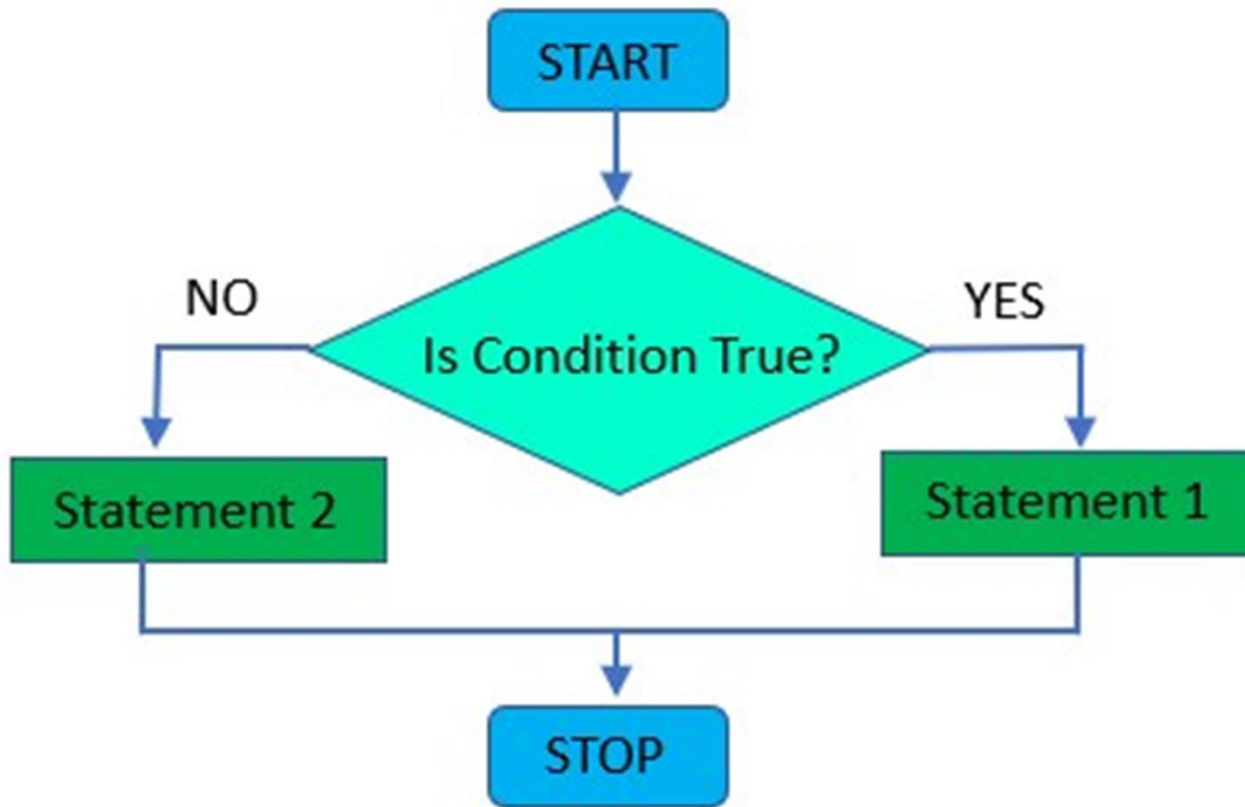 START
NO
YES
Is Condition True?
Statement 2
Statement 1
STOP